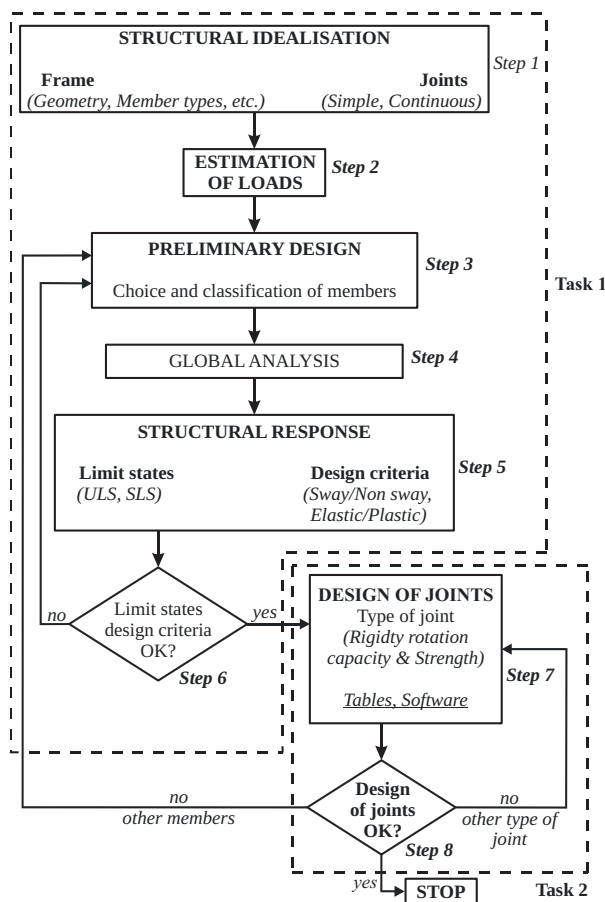 STRUCTURAL IDEALISATION
Step 1
Frame
Joints
(Geometry, Member types, etc.)
(Simple, Continuous)
ESTIMATION
OF LOADS
Step 2
PRELIMINARY DESIGN
Step 3
Choice and classification of members
Task 1
GLOBAL ANALYSIS
Step 4
STRUCTURAL RESPONSE
Step 5
Limit states
(ULS, SLS)
Design criteria
(Sway/Non sway,
Elastic/Plastic)
no
Limit states
design criteria
OK?
yes
Step 6
DESIGN OF JOINTS
Type of joint
(Rigidty rotation
capacity & Strength)
Step 7
Tables, Software
no
other members
Design
of joints
OK?
Step 8
no
other type of
joint
yes
STOP
Task 2